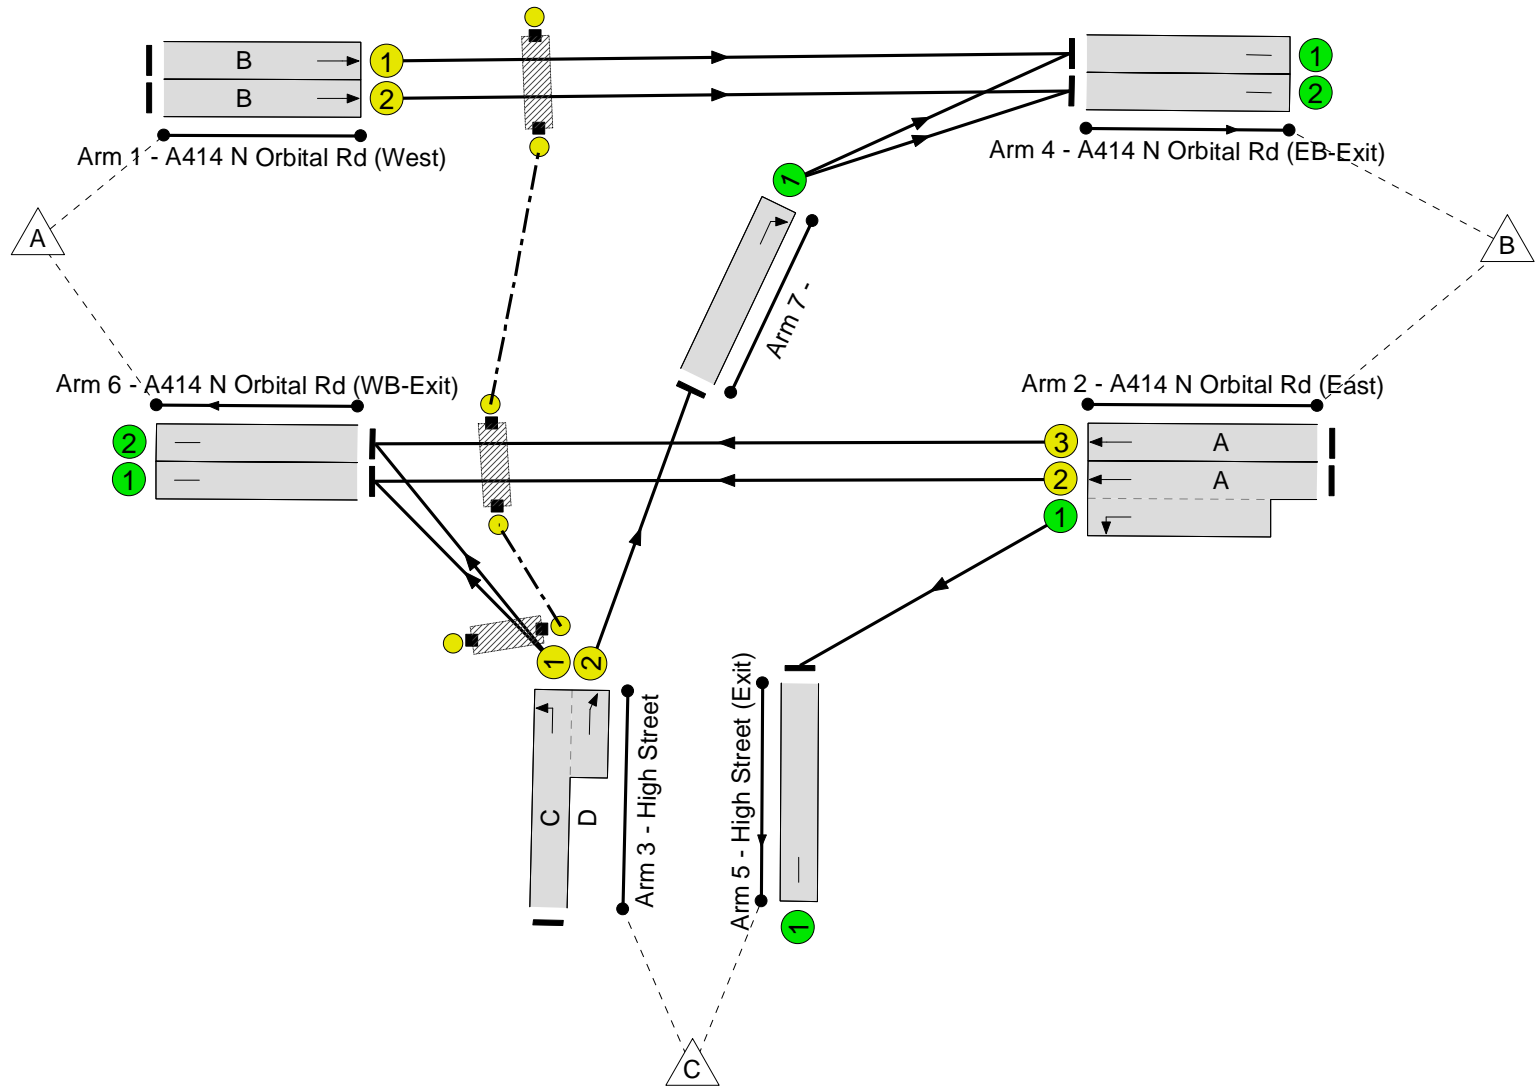 B
1
B
2
Arm 1 - A414 N Orbital Rd (West)
1
2
Arm 4 - A414 N Orbital Rd (EB-Exit)
1
A
B
Arm 7 -
Arm 6 - A414 N Orbital Rd (WB-Exit)
2
1
Arm 2 - A414 N Orbital Rd (East)
3
A
2
A
1
1
2
C
D
Arm 3 - High Street
Arm 5 - High Street (Exit)
1
C